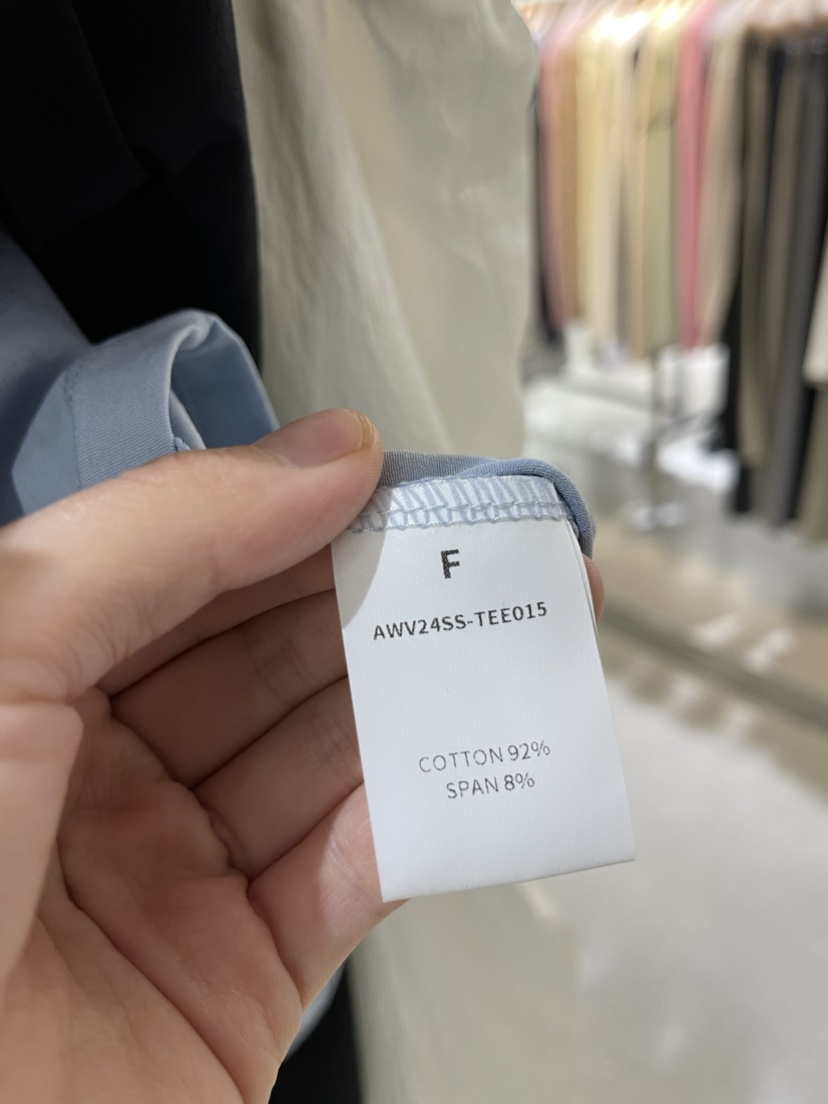 F
AWV24SS-TEE015
COTTON 92%
SPAN 8%